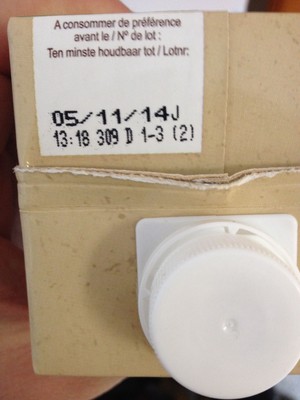 A consommer de préférence
avant le / N° de lot :
Ten minste houdbaar tot / Lotnr:
05/11/14J
13:18 309 D 1-3 (2)